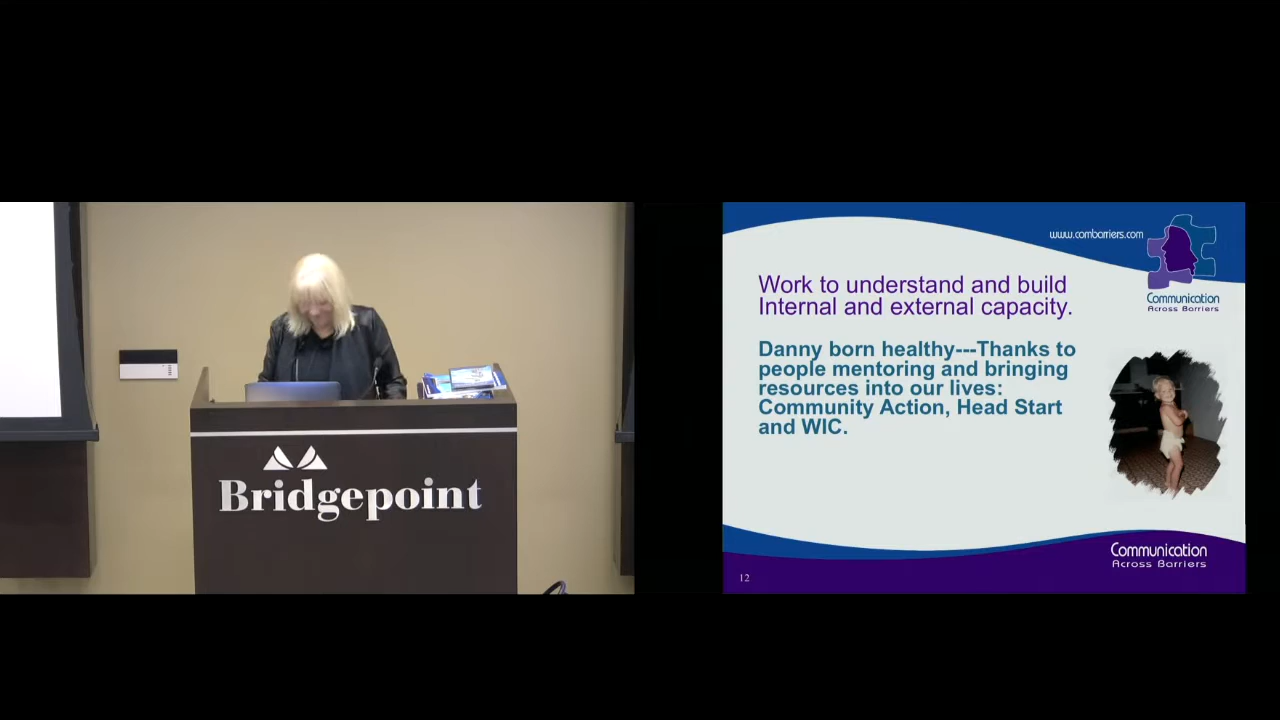 Bridgepoint
www.combarriers.com
Communication
Across Barriers
Work to understand and build
Internal and external capacity.
Danny born healthy---Thanks to
people mentoring and bringing
resources into our lives:
Community Action, Head Start
and WIC.
Communication
Across Barriers
12